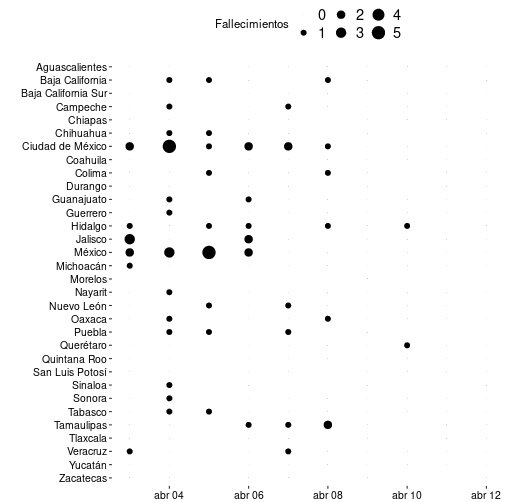 Fallecimientos
0 2 4
1 3 5
Aguascalientes
Baja California
Baja California Sur
Campeche
Chiapas
Chihuahua
Ciudad de México
Coahuila
Colima
Durango
Guanajuato
Guerrero
Hidalgo
Jalisco
México
Michoacán
Morelos
Nayarit
Nuevo León
Oaxaca
Puebla
Querétaro
Quintana Roo
San Luis Potosí
Sinaloa
Sonora
Tabasco
Tamaulipas
Tlaxcala
Veracruz
Yucatán
Zacatecas
abr 04 abr 06 abr 08 abr 10 abr 12